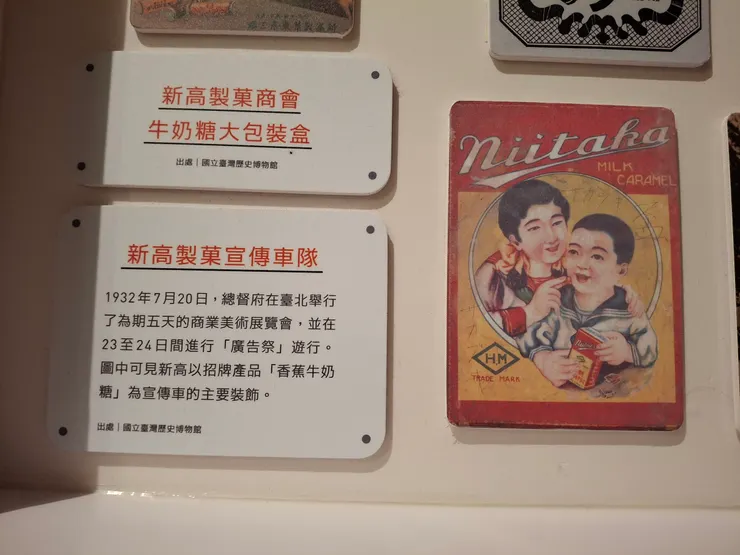 新高製菓商會
牛奶糖大包裝盒
出處｜國立臺灣歷史博物館
新高製菓宣傳車隊
1932年7月20日，總督府在臺北舉行
了為期五天的商業美術展覽會，並在
23至24日間進行「廣告祭」遊行。
圖中可見新高以招牌產品「香蕉牛奶
糖」為宣傳車的主要裝飾。
出處｜國立臺灣歷史博物館
Niitaka
MILK
CARAMEL
HM
TRADE MARK